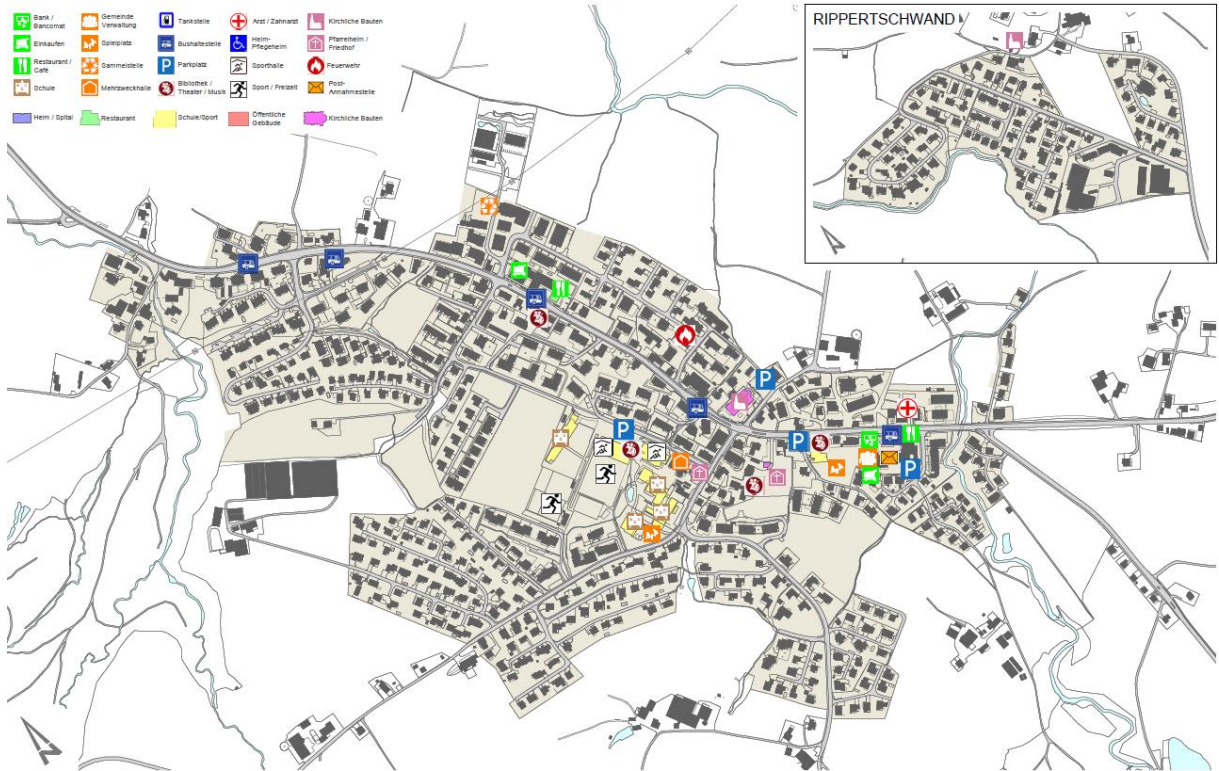 Bank /
Bancomat
Gemeinde
Verwaltung
Tankstelle
Arzt / Zahnarzt
Kirchliche Bauten
Einkaufen
Spielplatz
Bushaltestelle
Heim-
Pflegeheim
Pfarreiheim /
Friedhof
Restaurant /
Café
Sammelstelle
Parkplatz
Sporthalle
Feuerwehr
Schule
Mehrzweckhalle
Bibliothek /
Theater / Musik
Sport / Freizeit
Post-
Annahmestelle
Heim / Spital
Restaurant
Schule/Sport
Öffentliche
Gebäude
Kirchliche Bauten
RIPPERTSCHWAND
P
P
P
P
P